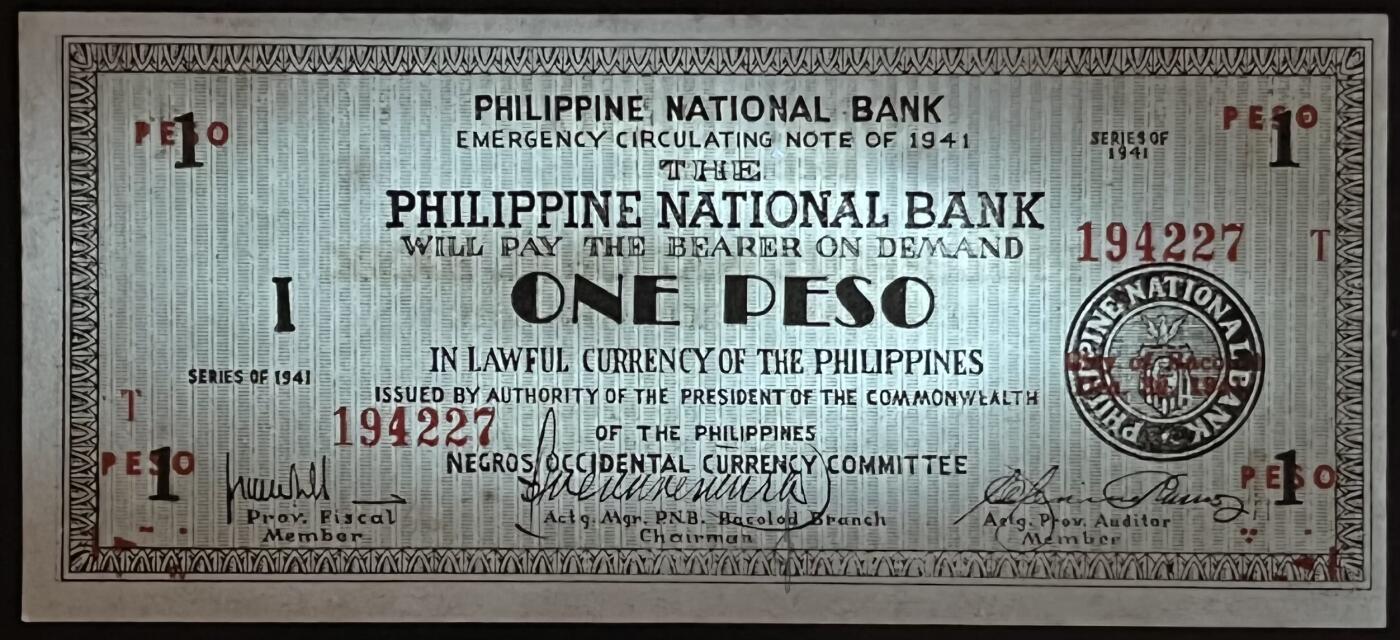 PHILIPPINE NATIONAL BANK
EMERGENCY CIRCULATING NOTE OF 1941
PESO 1
SERIES OF
1941
PESO 1
THE
PHILIPPINE NATIONAL BANK
WILL PAY THE BEARER ON DEMAND
194227 T
1
ONE PESO
PHILIPPINE NATIONAL BANK
IN LAWFUL CURRENCY OF THE PHILIPPINES
City of
SERIES OF 1941
ISSUED BY AUTHORITY OF THE PRESIDENT OF THE COMMONWEALTH
T
194227
OF THE PHILIPPINES
NEGROS OCCIDENTAL CURRENCY COMMITTEE
PESO 1
PESO 1
Prov. Fiscal
Member
Actg. Mgr. P.N.B. Bacolod Branch
Chairman
Actg. Prov. Auditor
Member